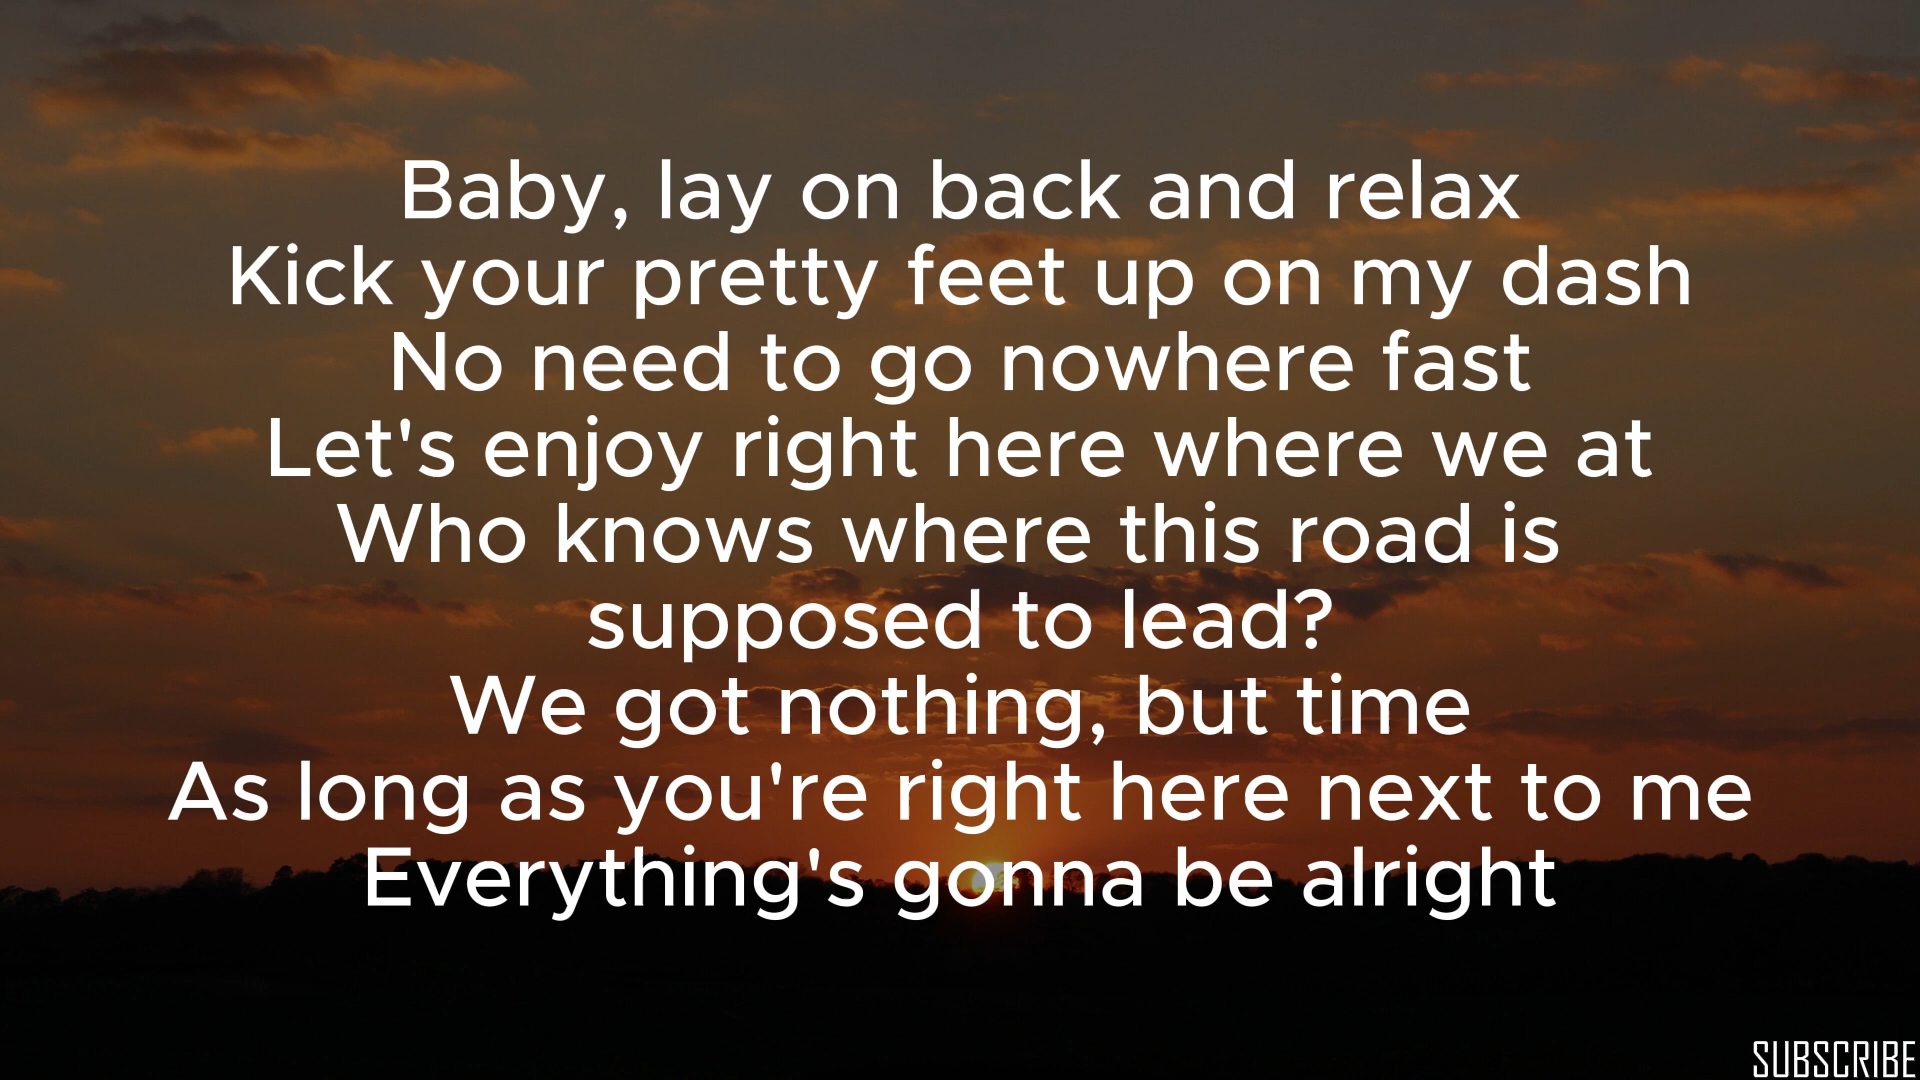 Baby, lay on back and relax
Kick your pretty feet up on my dash
No need to go nowhere fast
Let's enjoy right here where we at
Who knows where this road is
supposed to lead?
We got nothing, but time
As long as you're right here next to me
Everything's gonna be alright
SUBSCRIBE